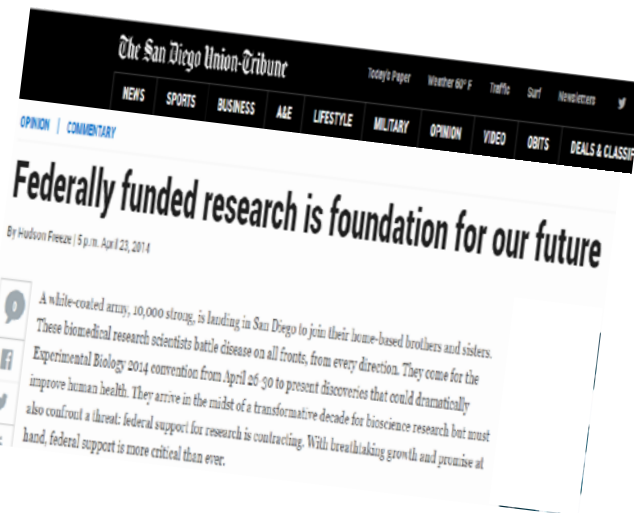 The San Diego Union-Tribune
Today's Paper Weather 60° F Traffic Surf Newsletters
NEWS SPORTS BUSINESS A&E LIFESTYLE MILITARY OPINION VIDEO OBITS DEALS & CLASSIF
OPINION | COMMENTARY
Federally funded research is foundation for our future
By Hudson Freeze | 5 p.m. April 23, 2014
0
A white-coated army, 10,000 strong, is landing in San Diego to join their home-based brothers and sisters.
These biomedical research scientists battle disease on all fronts, from every direction. They come for the
Experimental Biology 2014 convention from April 26-30 to present discoveries that could dramatically
improve human health. They arrive in the midst of a transformative decade for bioscience research but must
also confront a threat: federal support for research is contracting. With breathtaking growth and promise at
hand, federal support is more critical than ever.